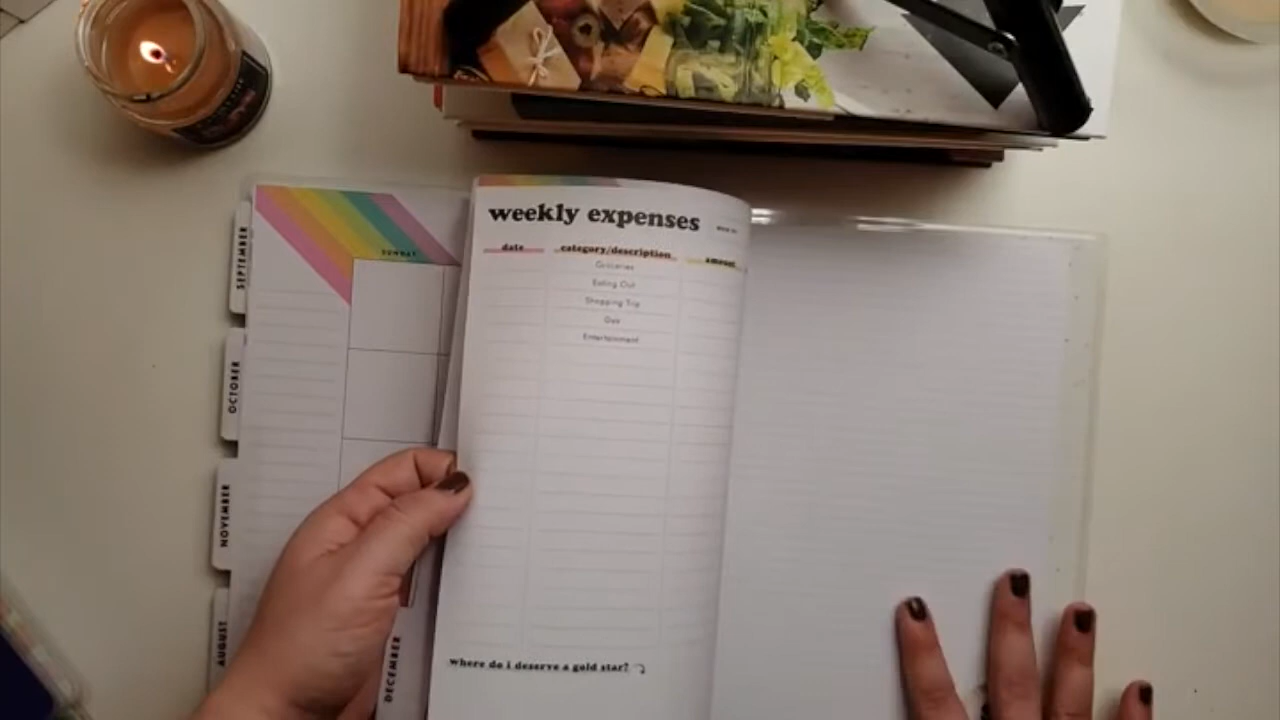 weekly expenses
date category/description amount
Groceries
Eating Out
Shopping Trip
Gas
Entertainment
where do i deserve a gold star?
SUNDAY
SEPTEMBER
OCTOBER
NOVEMBER
AUGUST
DECEMBER